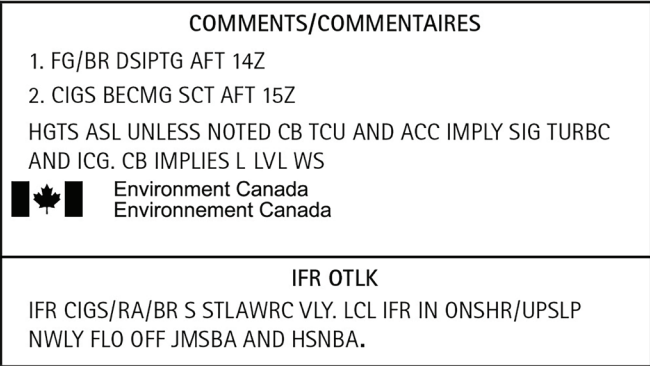 COMMENTS/COMMENTAIRES
1. FG/BR DSIPTG AFT 14Z
2. CIGS BECMG SCT AFT 15Z
HGTS ASL UNLESS NOTED CB TCU AND ACC IMPLY SIG TURBC
AND ICG. CB IMPLIES L LVL WS
Environment Canada
Environnement Canada
IFR OTLK
IFR CIGS/RA/BR S STLAWRC VLY. LCL IFR IN ONSHR/UPSLP
NWLY FLO OFF JMSBA AND HSNBA.